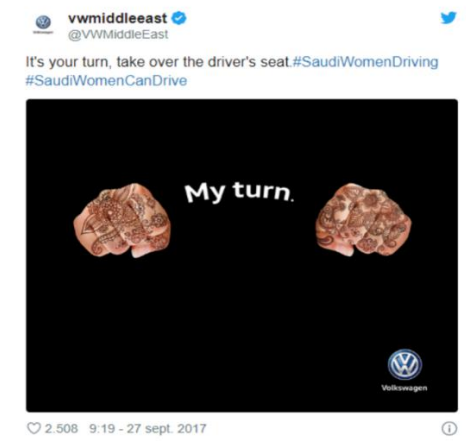 vwmiddleeast
@VWMiddleEast
It's your turn, take over the driver's seat.#SaudiWomenDriving
#SaudiWomenCanDrive
My turn.
Volkswagen
2.508 9:19 - 27 sept. 2017